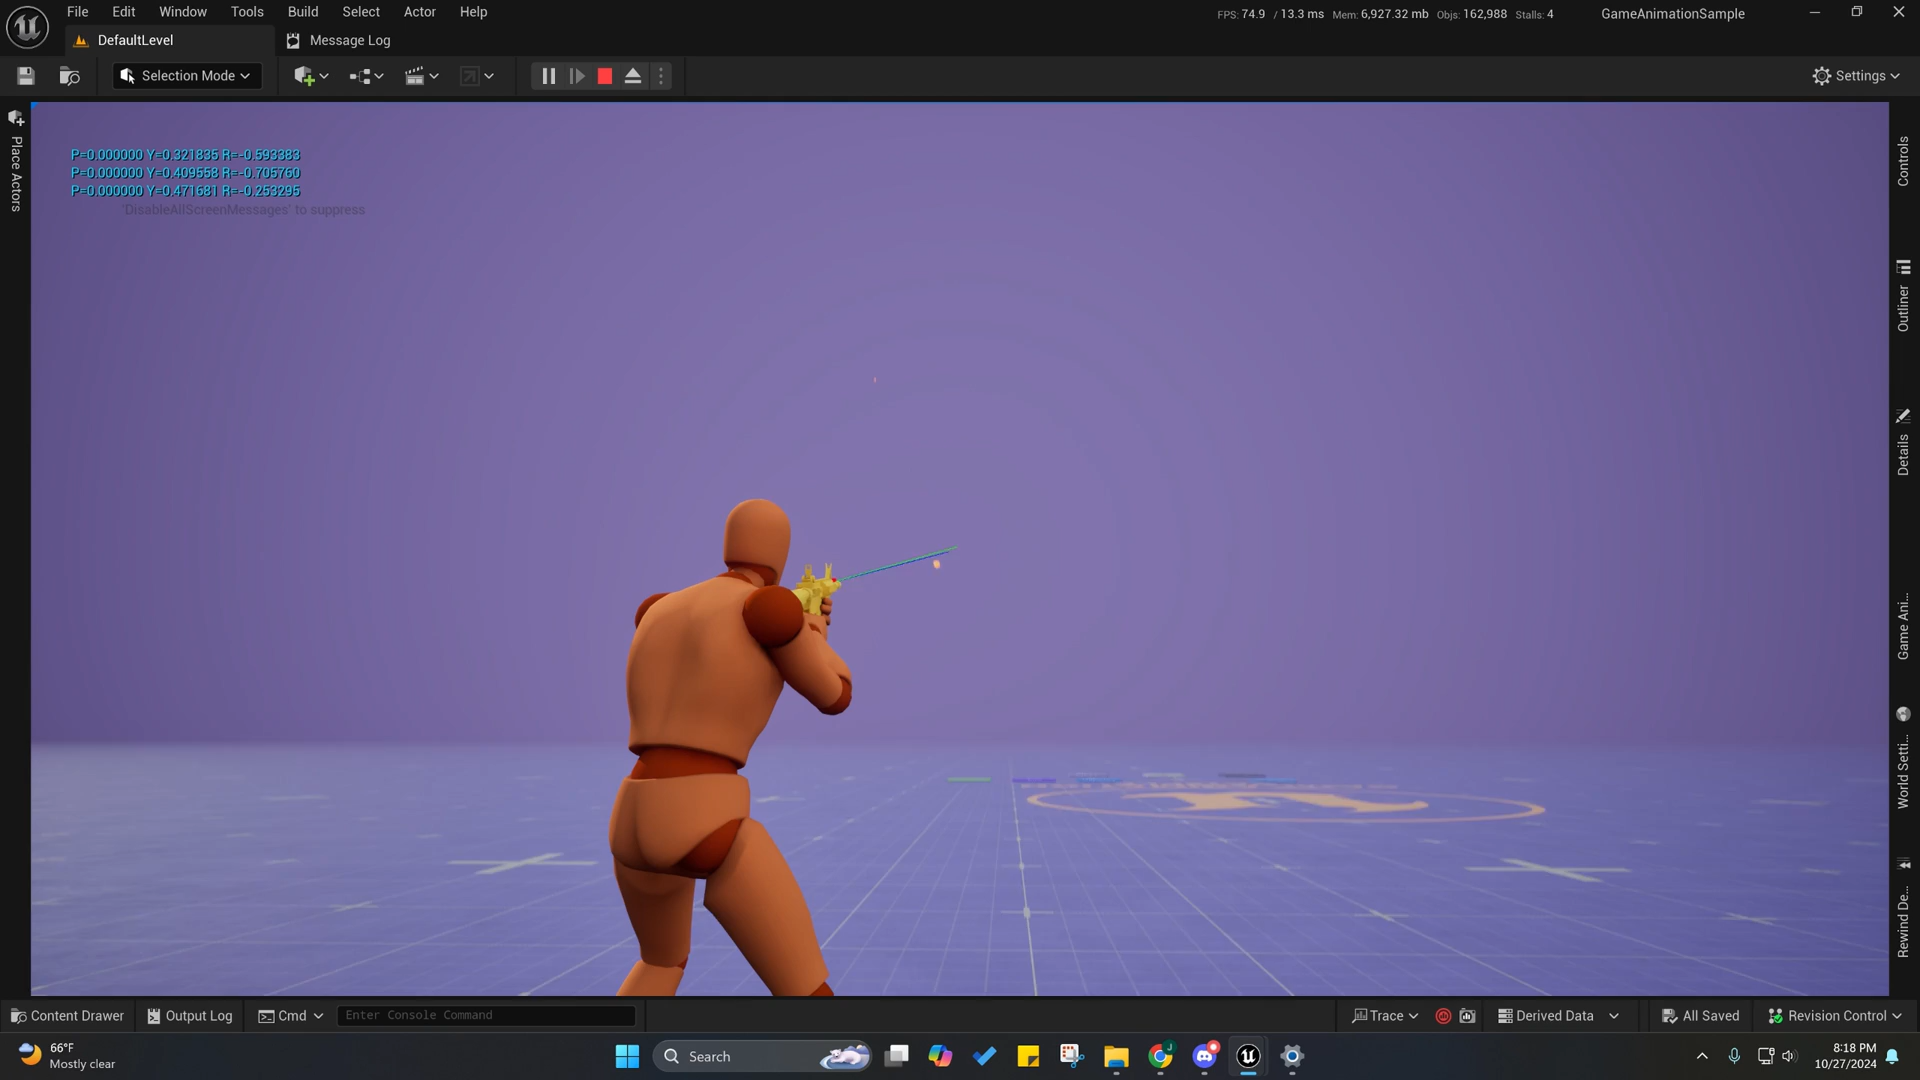 File Edit Window Tools Build Select Actor Help
FPS: 74.9 / 13.3 ms Mem: 6,927.32 mb Objs: 162,988 Stalls: 4
GameAnimationSample
DefaultLevel
Message Log
Selection Mode
Settings
Place Actors
P=0.000000 Y=0.321835 R=-0.593383
P=0.000000 Y=0.409558 R=-0.705760
P=0.000000 Y=0.471681 R=-0.253295
'DisableAllScreenMessages' to suppress
Controls
Outliner
Details
Game Ani...
World Setti...
Rewind De...
Content Drawer
Output Log
Cmd
Enter Console Command
Trace
Derived Data
All Saved
Revision Control
66°F
Mostly clear
Search
8:18 PM
10/27/2024